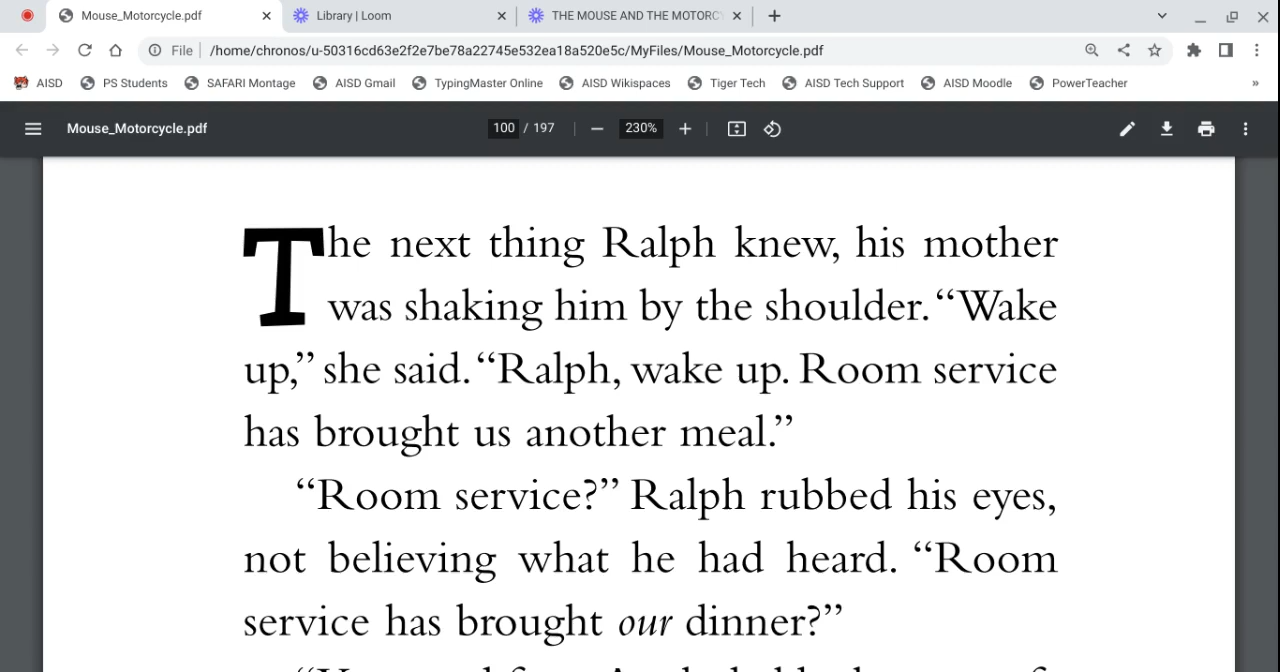 Mouse_Motorcycle.pdf
Library | Loom
THE MOUSE AND THE MOTORC
File
/home/chronos/u-50316cd63e2f2e7be78a22745e532ea18a520e5c/MyFiles/Mouse_Motorcycle.pdf
AISD
PS Students
SAFARI Montage
AISD Gmail
TypingMaster Online
AISD Wikispaces
Tiger Tech
AISD Tech Support
AISD Moodle
PowerTeacher
»
Mouse_Motorcycle.pdf
100 / 197
230%
The next thing Ralph knew, his mother
was shaking him by the shoulder. “Wake
up,” she said. “Ralph, wake up. Room service
has brought us another meal.”
“Room service?” Ralph rubbed his eyes,
not believing what he had heard. “Room
service has brought our dinner?”